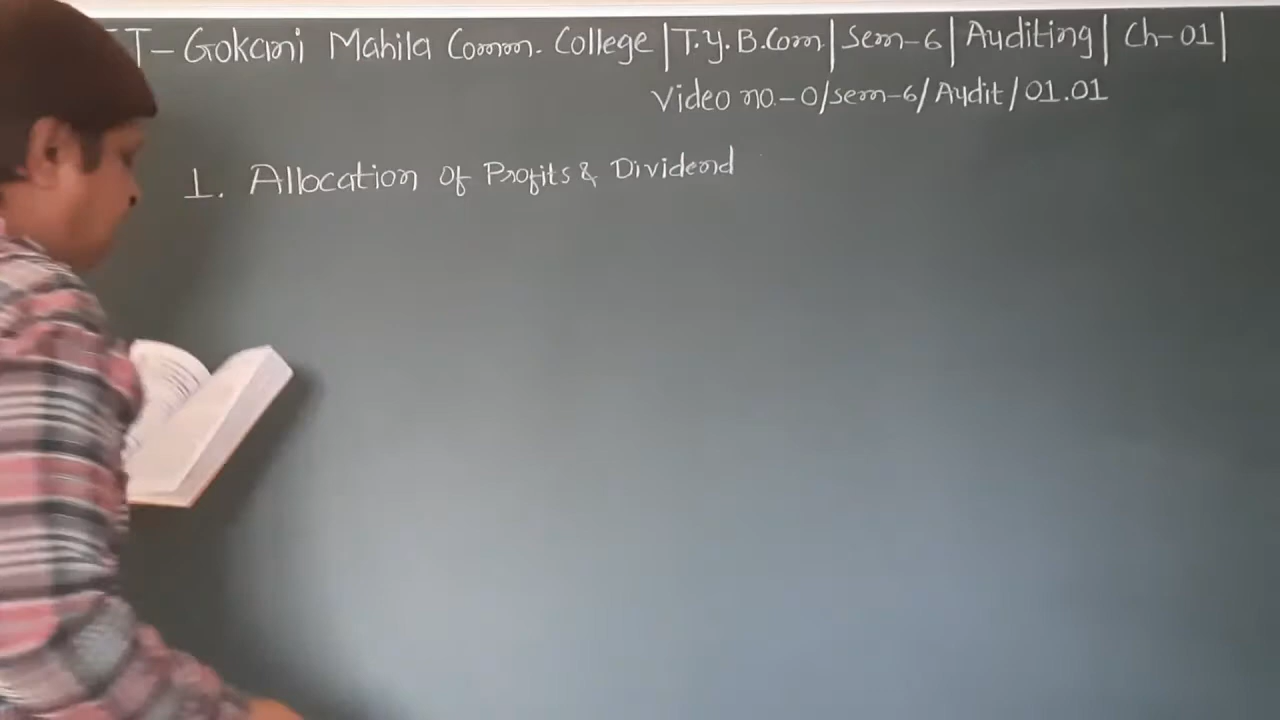 T- Gokani Mahila Comm. College | T.Y.B.Com | Sem-6 | Auditing | Ch-01 |
Video no.-0/sem-6/Audit/01.01
1. Allocation of Profits & Dividend